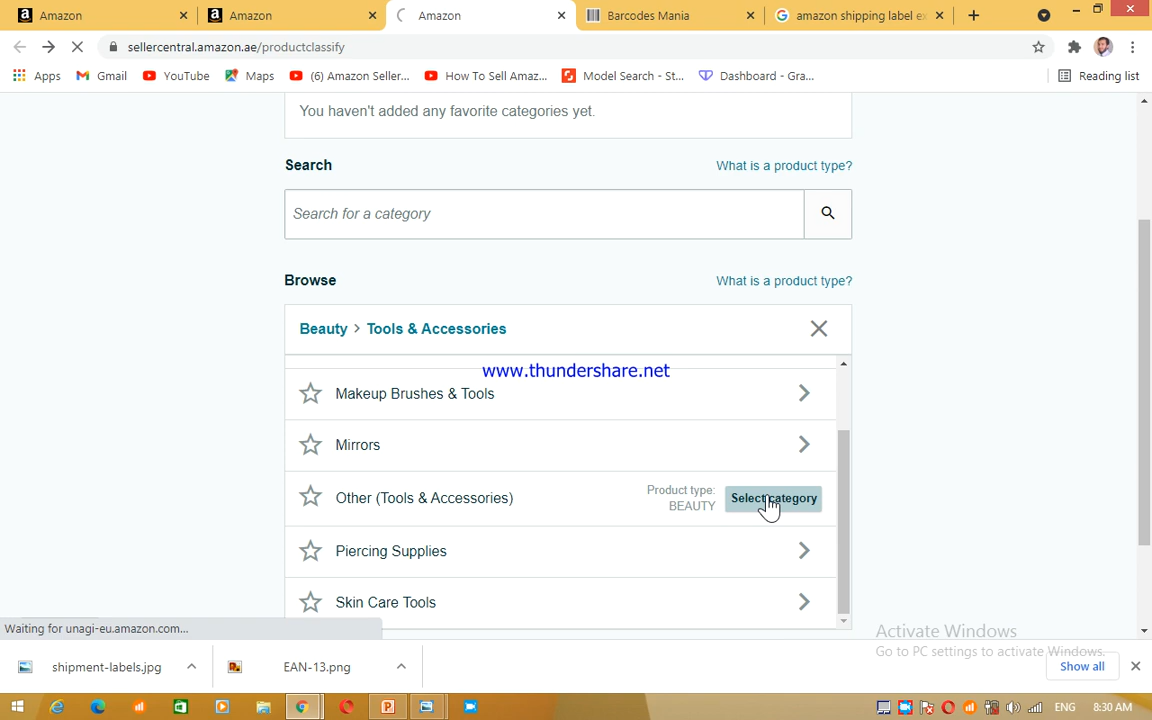 Amazon
Amazon
Amazon
Barcodes Mania
amazon shipping label ex
sellercentral.amazon.ae/productclassify
Apps
Gmail
YouTube
Maps
(6) Amazon Seller...
How To Sell Amaz...
Model Search - St...
Dashboard - Gra...
Reading list
You haven't added any favorite categories yet.
Search
What is a product type?
Search for a category
Browse
What is a product type?
Beauty > Tools & Accessories
www.thundershare.net
Makeup Brushes & Tools
Mirrors
Other (Tools & Accessories)
Product type:
BEAUTY
Select category
Piercing Supplies
Skin Care Tools
Waiting for unagi-eu.amazon.com...
Activate Windows
Go to PC settings to activate Windows.
shipment-labels.jpg
EAN-13.png
Show all
ENG
8:30 AM